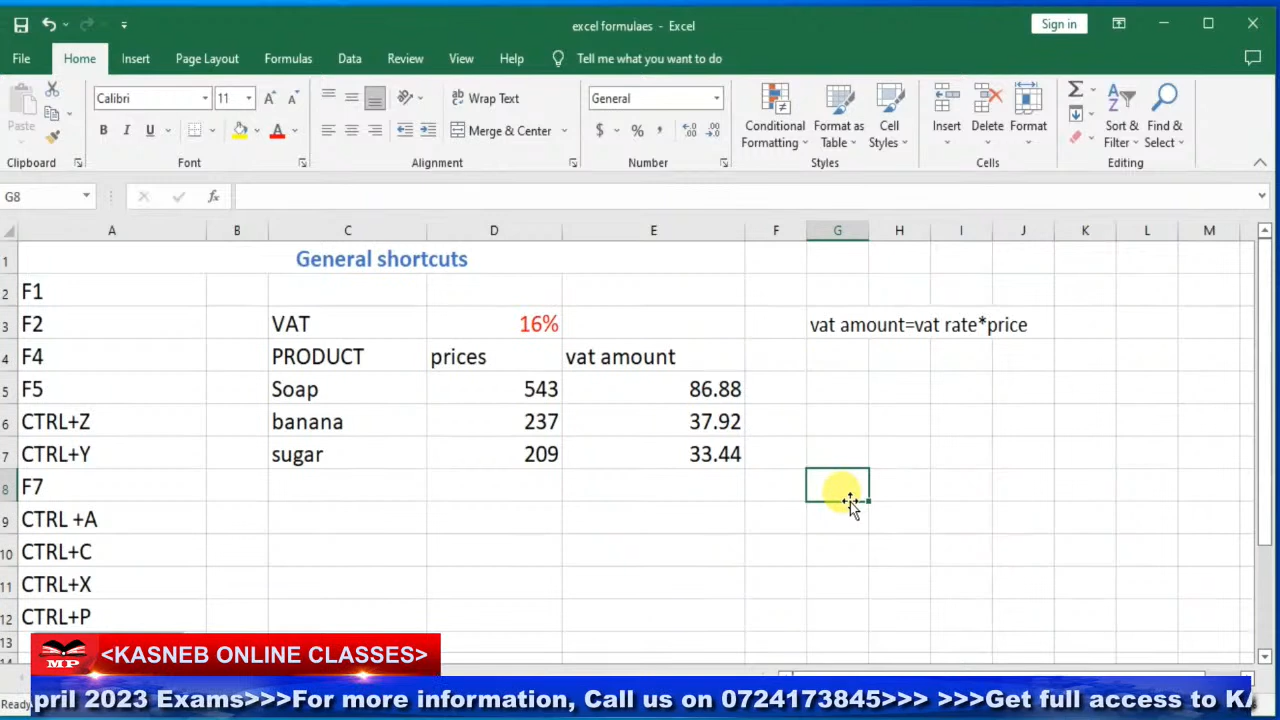 excel formulaes - Excel
Sign in
File Home Insert Page Layout Formulas Data Review View Help Tell me what you want to do
Paste
Calibri 11
B I U
Wrap Text
Merge & Center
General
$ % ,
Conditional Formatting
Format as Table
Cell Styles
Insert Delete Format
Sort & Filter
Find & Select
Clipboard Font Alignment Number Styles Cells Editing
G8 fx
A B C D E F G H I J K L M
1 General shortcuts
2 F1
3 F2 VAT 16% vat amount=vat rate*price
4 F4 PRODUCT prices vat amount
5 F5 Soap 543 86.88
6 CTRL+Z banana 237 37.92
7 CTRL+Y sugar 209 33.44
8 F7
9 CTRL +A
10 CTRL+C
11 CTRL+X
12 CTRL+P
13
MP <KASNEB ONLINE CLASSES>
pril 2023 Exams>>>For more information, Call us on 0724173845>>> >>>Get full access to KA